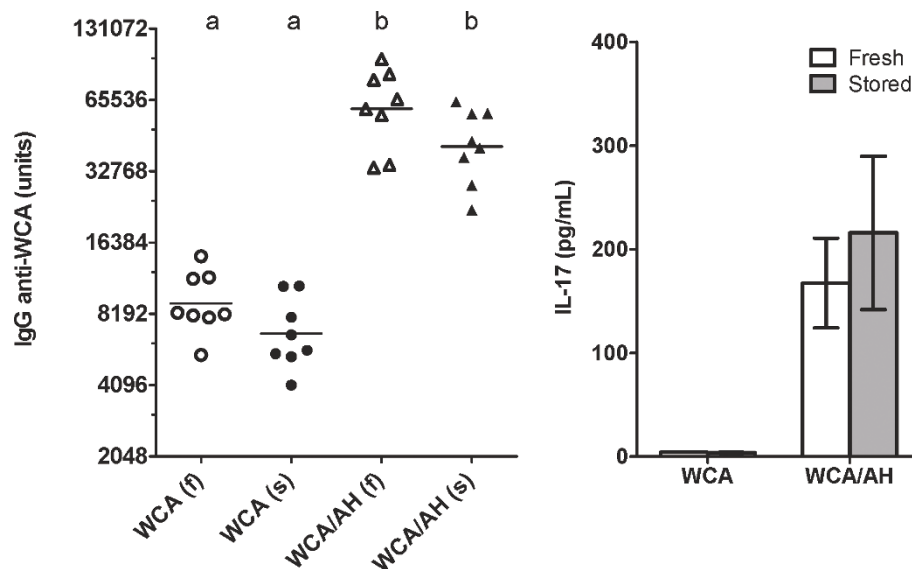 a a b b
131072
65536
32768
16384
8192
4096
2048
IgG anti-WCA (units)
WCA (f)
WCA (s)
WCA/AH (f)
WCA/AH (s)
400
300
200
100
0
IL-17 (pg/mL)
Fresh
Stored
WCA
WCA/AH